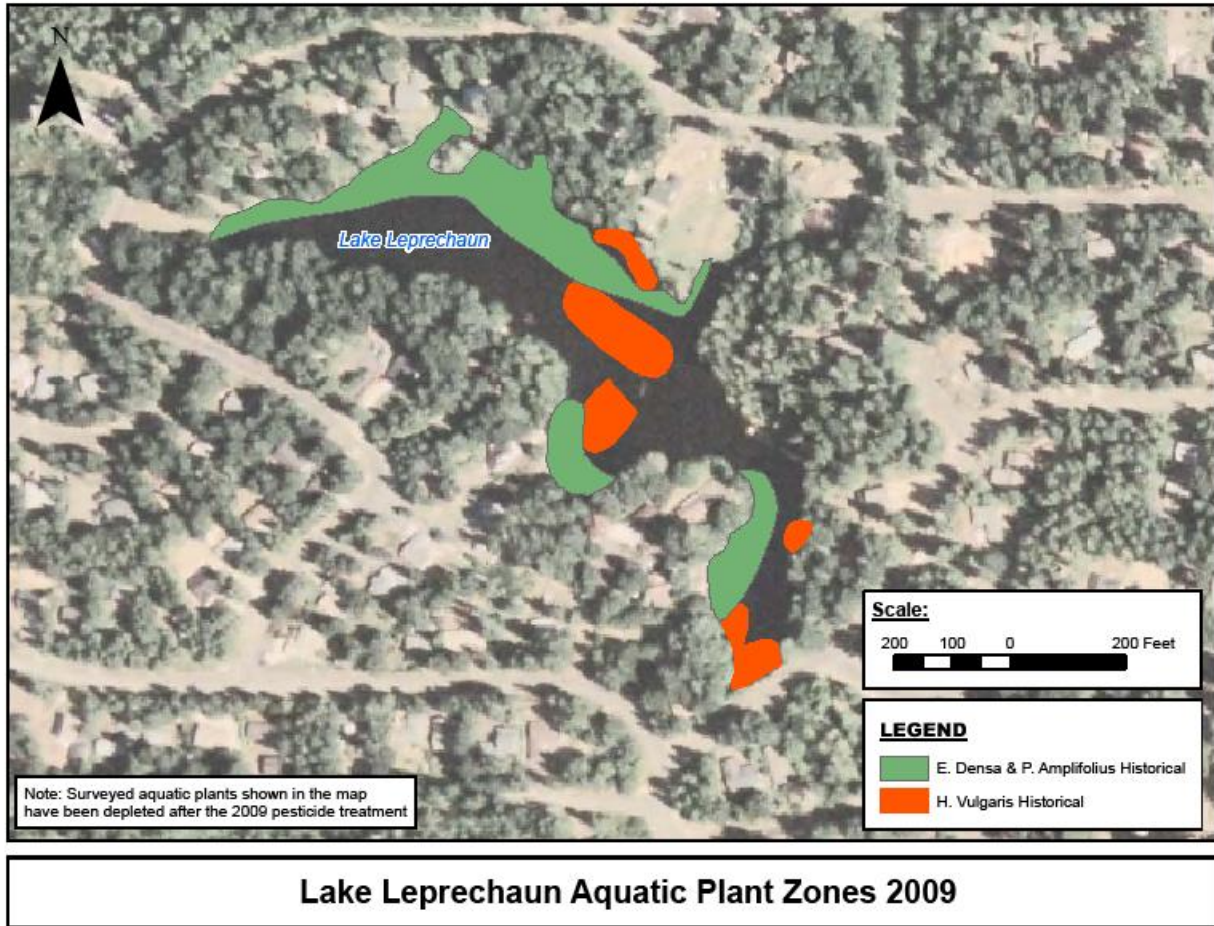 N
Lake Leprechaun
Scale:
200 100 0 200 Feet
LEGEND
E. Densa & P. Amplifolius Historical
H. Vulgaris Historical
Note: Surveyed aquatic plants shown in the map
have been depleted after the 2009 pesticide treatment
Lake Leprechaun Aquatic Plant Zones 2009